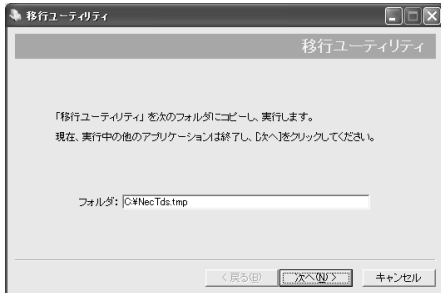 移行ユーティリティ
移行ユーティリティ
「移行ユーティリティ」を次のフォルダにコピーし、実行します。
現在、実行中の他のアプリケーションは終了し、[次へ]をクリックしてください。
フォルダ: C:¥NecTds.tmp
< 戻る(B) 次へ(N) > キャンセル